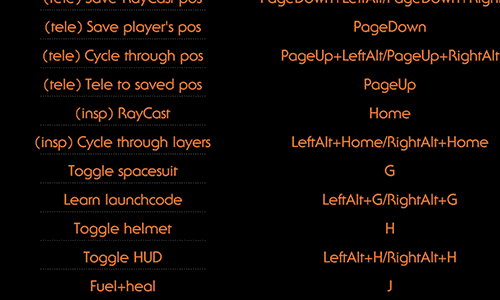 (tele) Save RayCast pos PageDown+LeftAlt/PageDown+Right
(tele) Save player's pos PageDown
(tele) Cycle through pos PageUp+LeftAlt/PageUp+RightAlt
(tele) Tele to saved pos PageUp
(insp) RayCast Home
(insp) Cycle through layers LeftAlt+Home/RightAlt+Home
Toggle spacesuit G
Learn launchcode LeftAlt+G/RightAlt+G
Toggle helmet H
Toggle HUD LeftAlt+H/RightAlt+H
Fuel+heal J